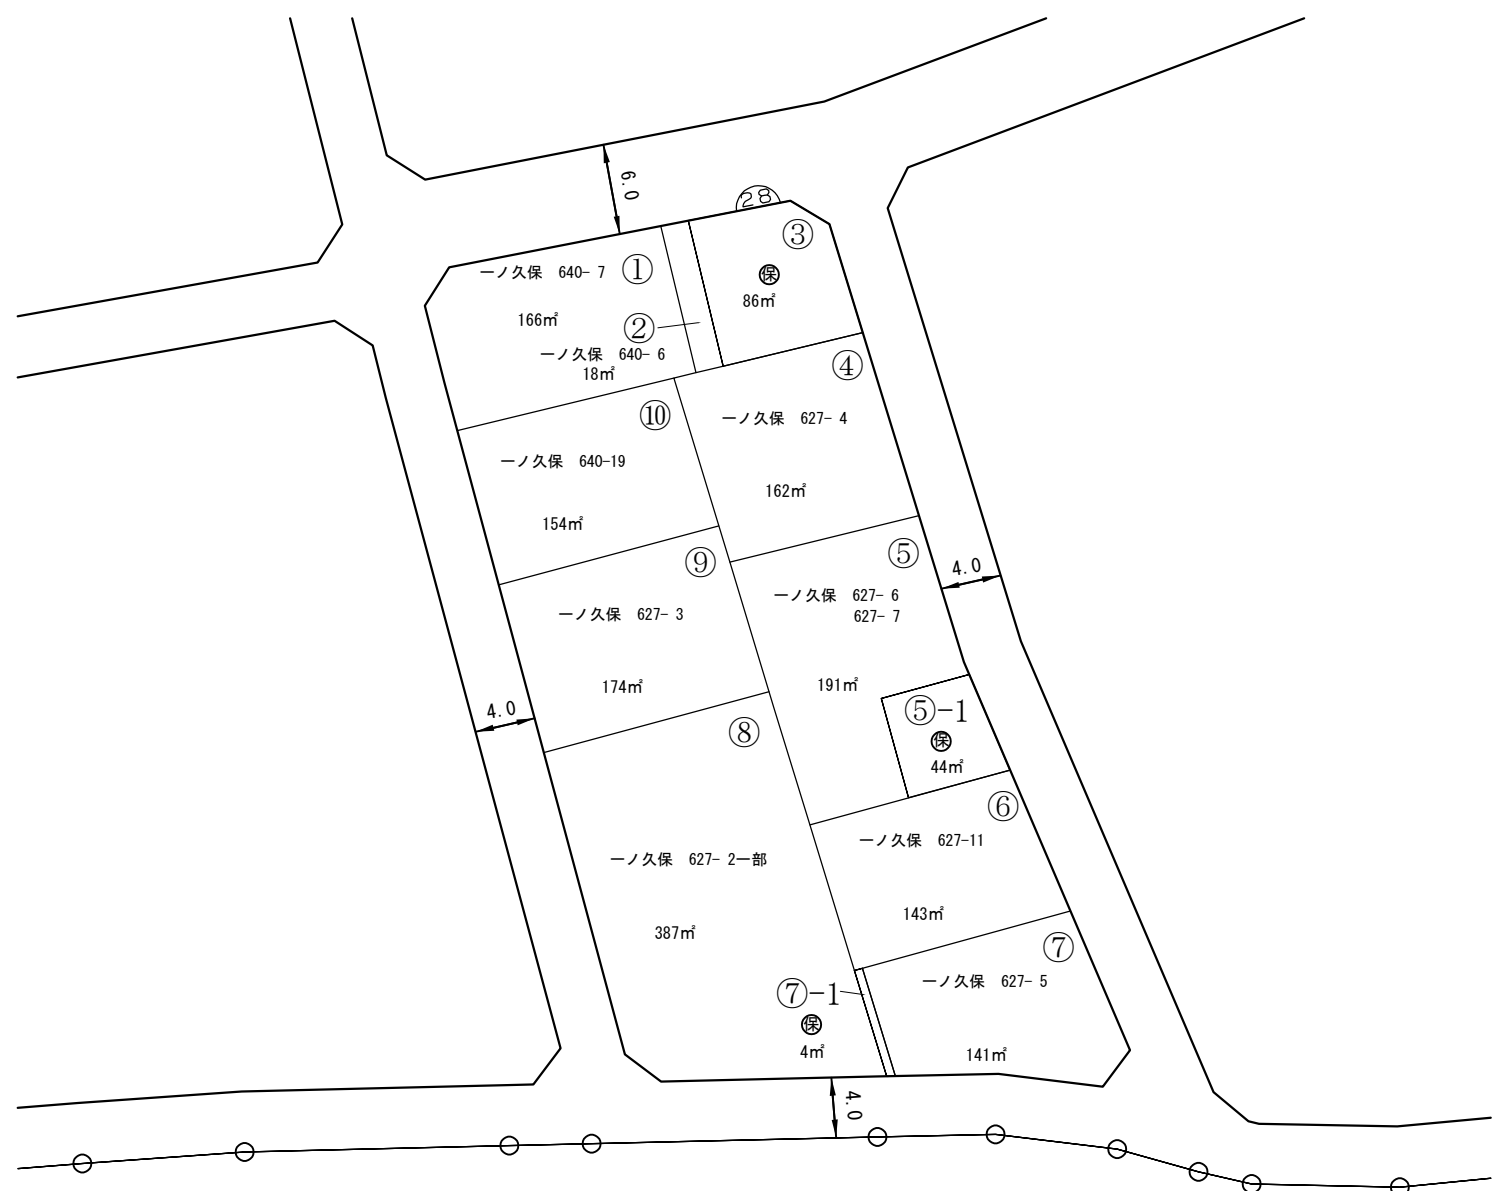 6.0
28
③
一ノ久保 640- 7
①
㊝
86㎡
166㎡
②
一ノ久保 640- 6
18㎡
④
⑩
一ノ久保 627- 4
一ノ久保 640-19
162㎡
154㎡
⑤
⑨
4.0
一ノ久保 627- 6
627- 7
一ノ久保 627- 3
191㎡
174㎡
4.0
⑤-1
保
44㎡
⑧
⑥
一ノ久保 627-11
一ノ久保 627- 2一部
143㎡
387㎡
⑦
一ノ久保 627- 5
⑦-1
保
4㎡
141㎡
4.0